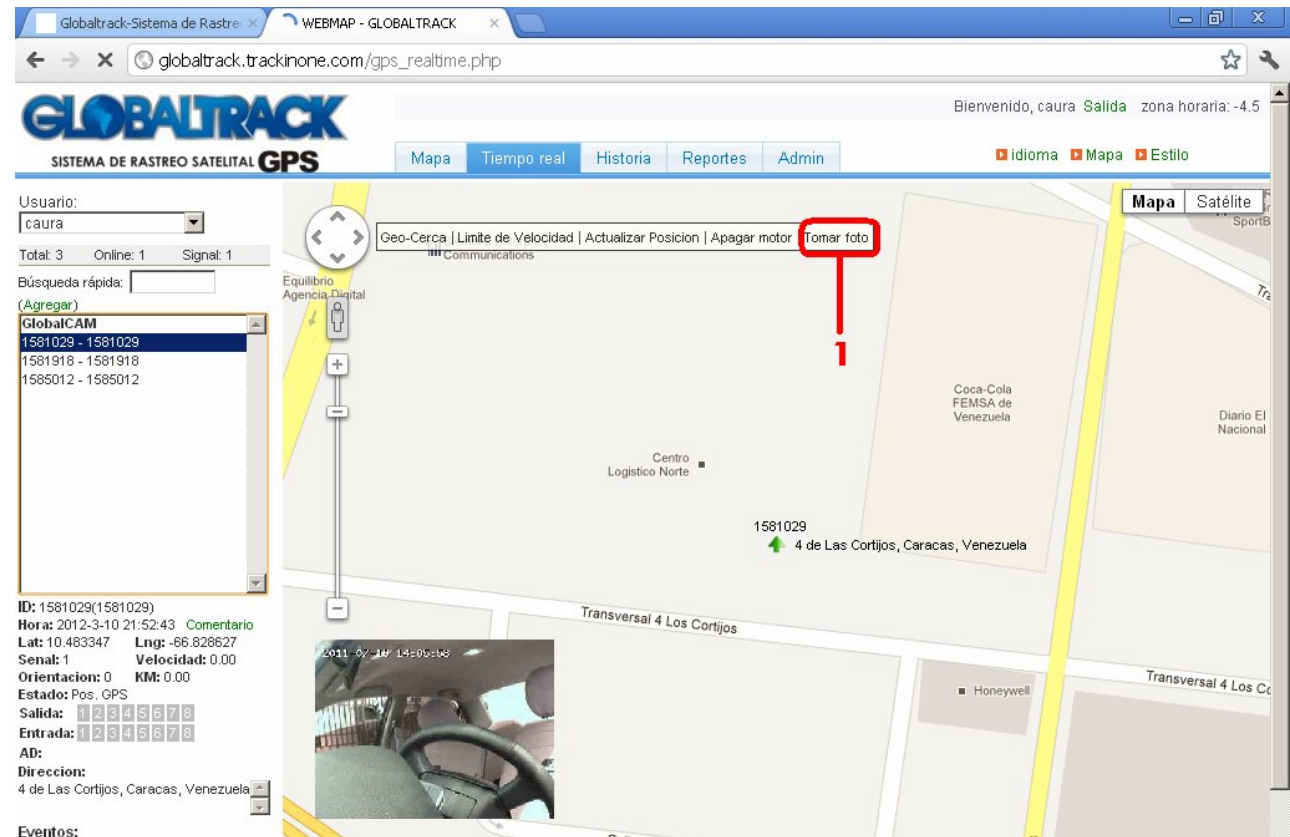 Globaltrack-Sistema de Rastre
WEBMAP - GLOBALTRACK
globaltrack.trackinone.com/gps_realtime.php
GLOBALTRACK
SISTEMA DE RASTREO SATELITAL GPS
Bienvenido, caura Salida zona horaria: -4.5
Mapa Tiempo real Historia Reportes Admin
idioma Mapa Estilo
Usuario:
caura
Total: 3 Online: 1 Signal: 1
Búsqueda rápida:
(Agregar)
GlobalCAM
1581029 - 1581029
1581918 - 1581918
1585012 - 1585012
ID: 1581029(1581029)
Hora: 2012-3-10 21:52:43 Comentario
Lat: 10.483347 Lng: -66.828627
Senal: 1 Velocidad: 0.00
Orientacion: 0 KM: 0.00
Estado: Pos. GPS
Salida: 1 2 3 4 5 6 7 8
Entrada: 1 2 3 4 5 6 7 8
AD:
Direccion:
4 de Las Cortijos, Caracas, Venezuela
Eventos:
Mapa Satélite
SportB
Geo-Cerca | Limite de Velocidad | Actualizar Posicion | Apagar motor | Tomar foto
Communications
Equilibrio
Agencia Digital
1
Coca-Cola
FEMSA de
Venezuela
Diario El
Nacional
Centro
Logistico Norte
1581029
4 de Las Cortijos, Caracas, Venezuela
Transversal 4 Los Cortijos
Honeywell
Transversal 4 Los Co